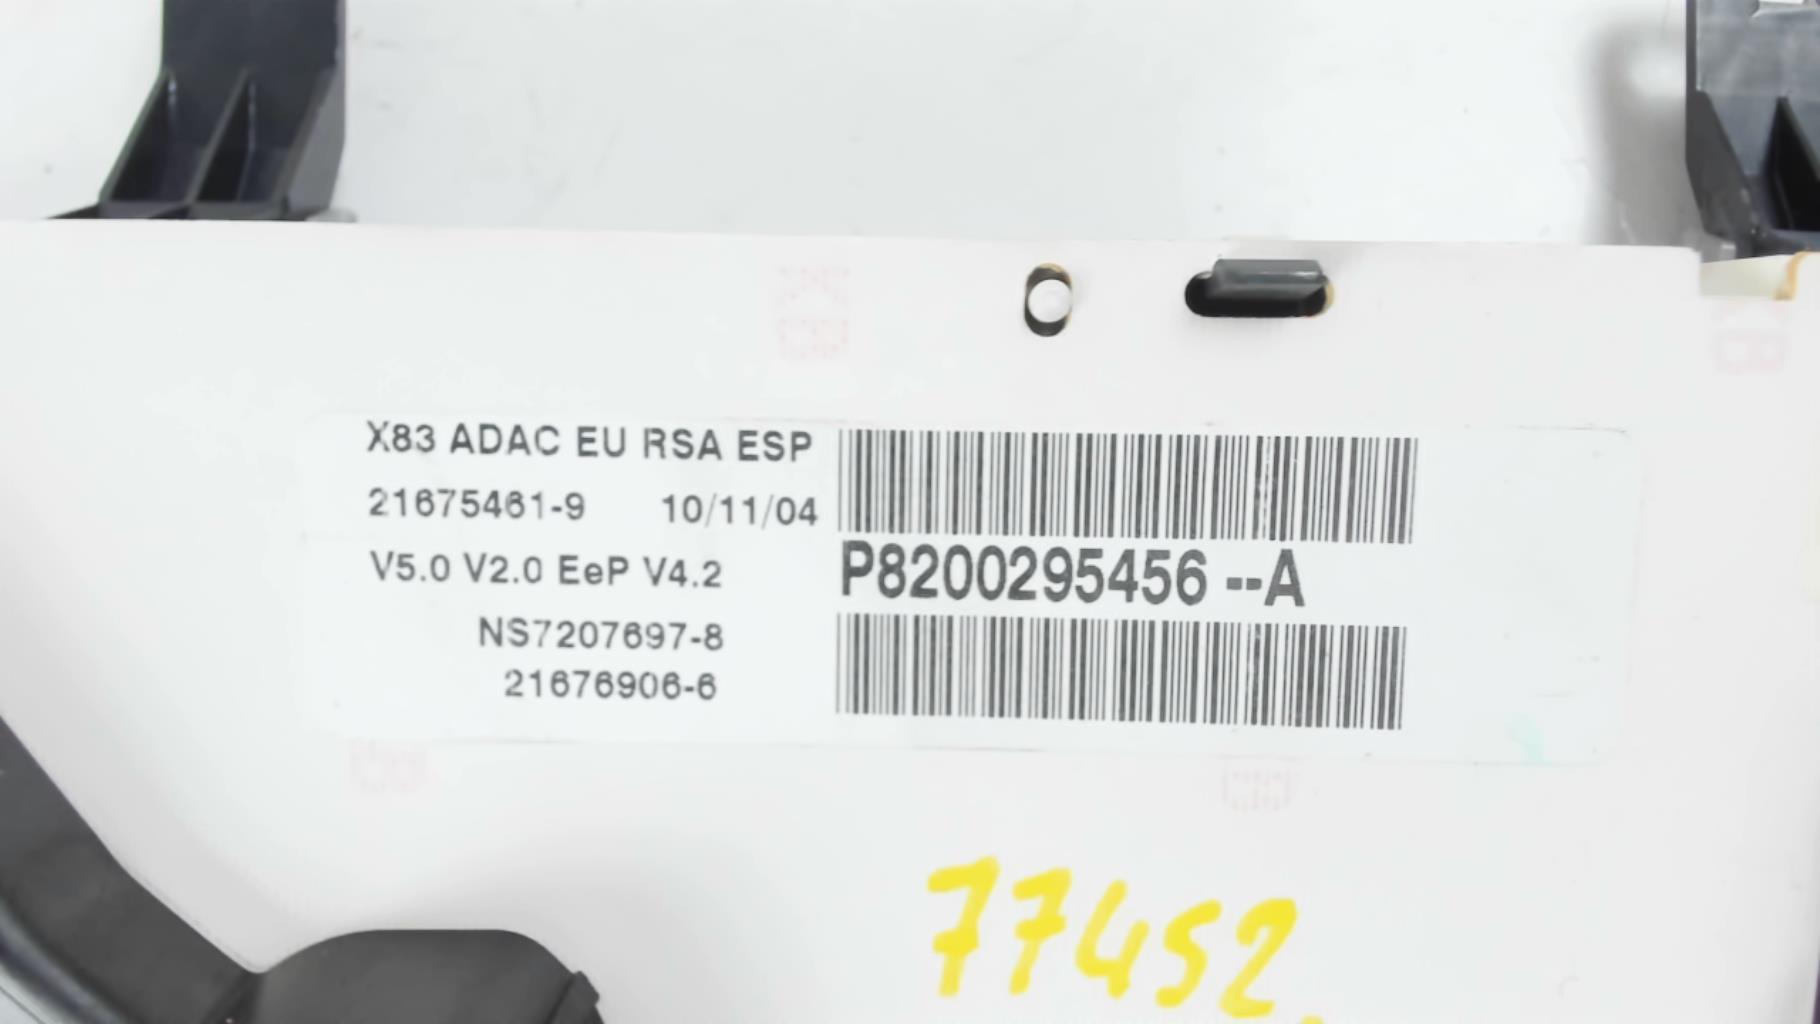 X83 ADAC EU RSA ESP
21675461-9 10/11/04
V5.0 V2.0 EeP V4.2
P8200295456--A
NS7207697-8
21676906-6
77452.